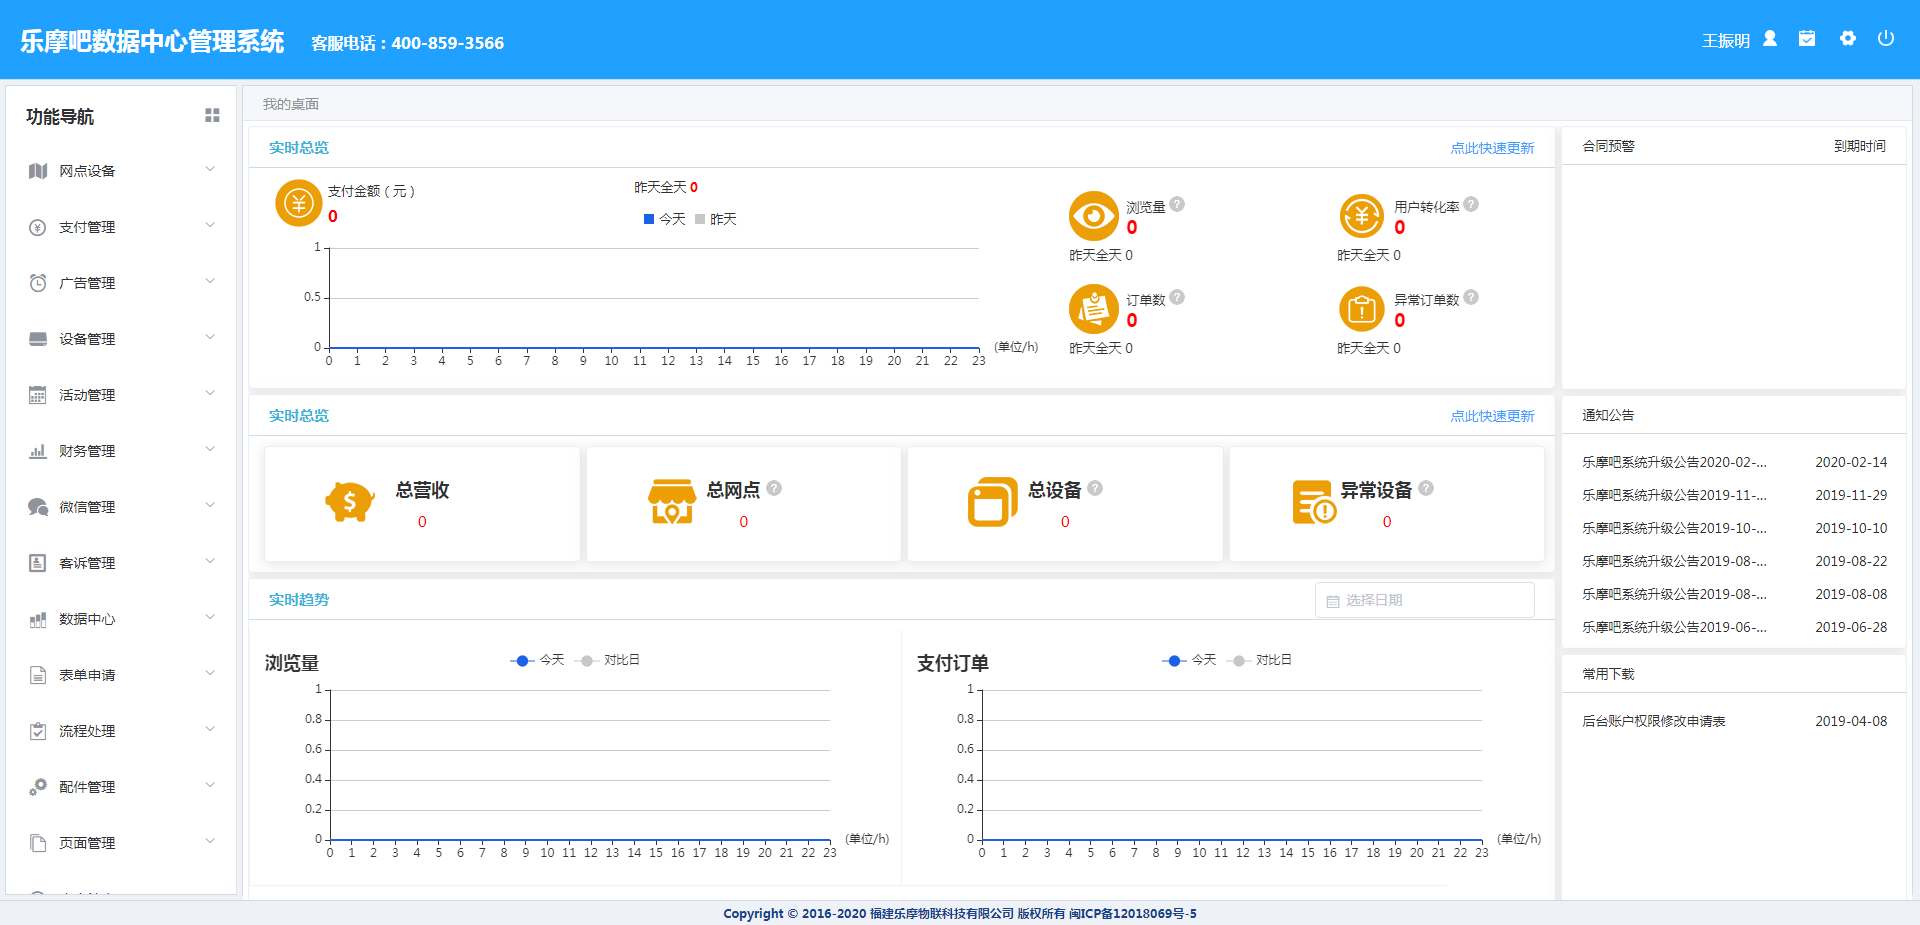 乐摩吧数据中心管理系统 客服电话：400-859-3566
王振明
功能导航
网点设备
支付管理
广告管理
设备管理
活动管理
财务管理
微信管理
客诉管理
数据中心
表单申请
流程处理
配件管理
页面管理
我的桌面
实时总览 点此快速更新
支付金额（元）
0
昨天全天 0
今天 昨天
1
0.5
0
0 1 2 3 4 5 6 7 8 9 10 11 12 13 14 15 16 17 18 19 20 21 22 23
(单位/h)
浏览量 ?
0
昨天全天 0
用户转化率 ?
0
昨天全天 0
订单数 ?
0
昨天全天 0
异常订单数 ?
0
昨天全天 0
实时总览 点此快速更新
总营收
0
总网点 ?
0
总设备 ?
0
异常设备 ?
0
实时趋势 选择日期
浏览量
今天 对比日
1
0.8
0.6
0.4
0.2
0
0 1 2 3 4 5 6 7 8 9 10 11 12 13 14 15 16 17 18 19 20 21 22 23
(单位/h)
支付订单
今天 对比日
1
0.8
0.6
0.4
0.2
0
0 1 2 3 4 5 6 7 8 9 10 11 12 13 14 15 16 17 18 19 20 21 22 23
(单位/h)
合同预警 到期时间
通知公告
乐摩吧系统升级公告2020-02-... 2020-02-14
乐摩吧系统升级公告2019-11-... 2019-11-29
乐摩吧系统升级公告2019-10-... 2019-10-10
乐摩吧系统升级公告2019-08-... 2019-08-22
乐摩吧系统升级公告2019-08-... 2019-08-08
乐摩吧系统升级公告2019-06-... 2019-06-28
常用下载
后台账户权限修改申请表 2019-04-08
Copyright © 2016-2020 福建乐摩物联科技有限公司 版权所有 闽ICP备12018069号-5